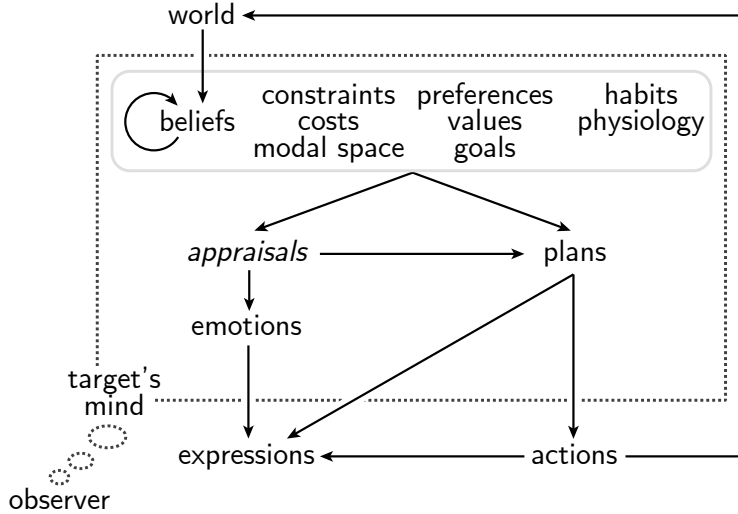 world
beliefs
constraints
costs
modal space
preferences
values
goals
habits
physiology
appraisals
plans
emotions
target's
mind
expressions
actions
observer